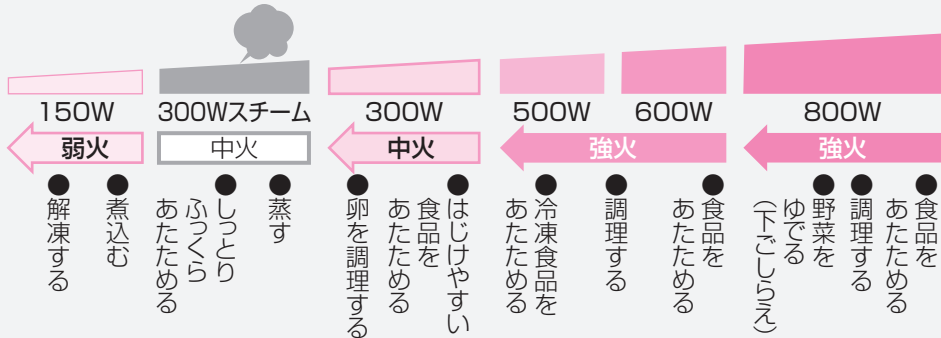 150W
300Wスチーム
300W
500W
600W
800W
弱火
中火
中火
強火
強火
●食品を
あたためる
●調理する
●野菜を
ゆでる
(下ごしらえ)
●食品を
あたためる
●調理する
●冷凍食品を
あたためる
●はじけやすい
食品を
あたためる
●卵を調理する
●蒸す
●しっとり
ふっくら
あたためる
●煮込む
●解凍する